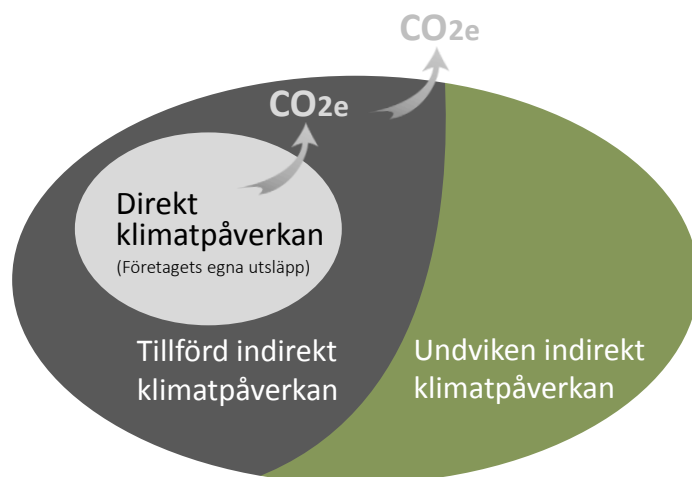 CO2e
CO2e
Direkt
klimatpåverkan
(Företagets egna utsläpp)
Tillförd indirekt
klimatpåverkan
Undviken indirekt
klimatpåverkan